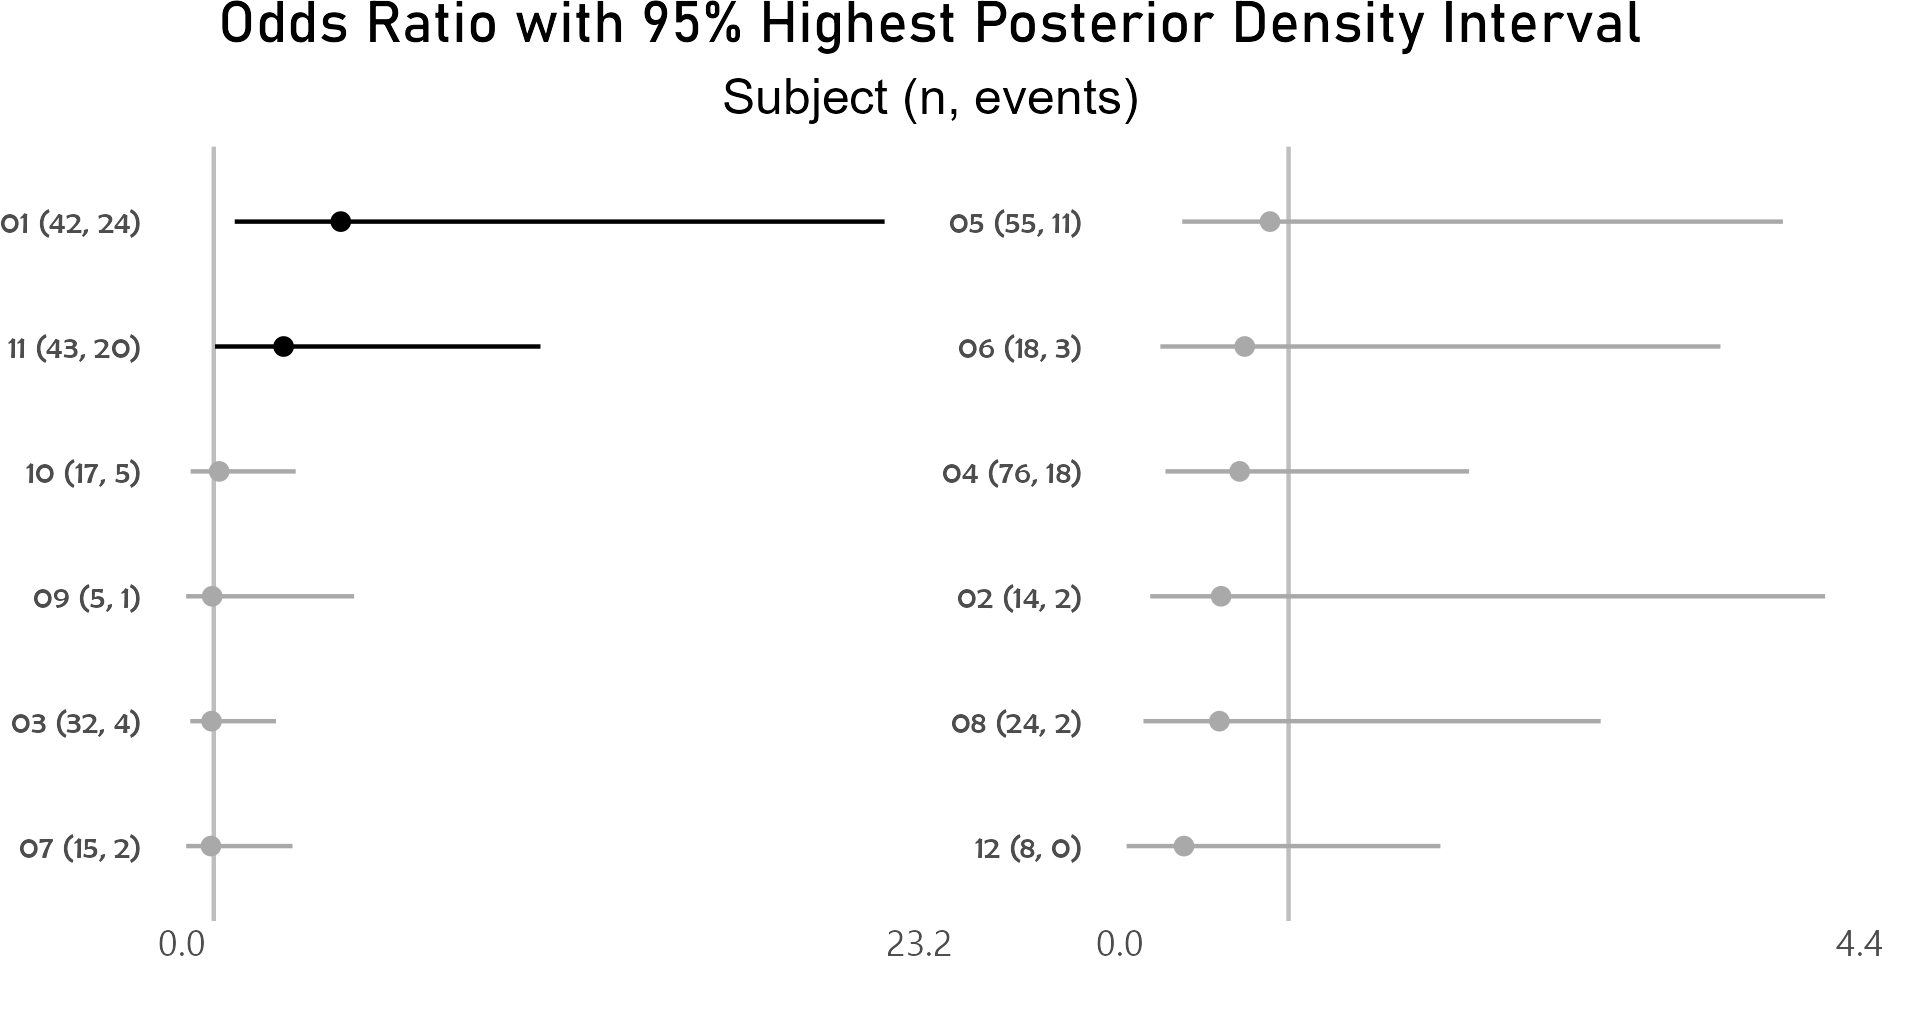 Odds Ratio with 95% Highest Posterior Density Interval
Subject (n, events)
01 (42, 24)
11 (43, 20)
10 (17, 5)
09 (5, 1)
03 (32, 4)
07 (15, 2)
0.0
23.2
05 (55, 11)
06 (18, 3)
04 (76, 18)
02 (14, 2)
08 (24, 2)
12 (8, 0)
0.0
4.4